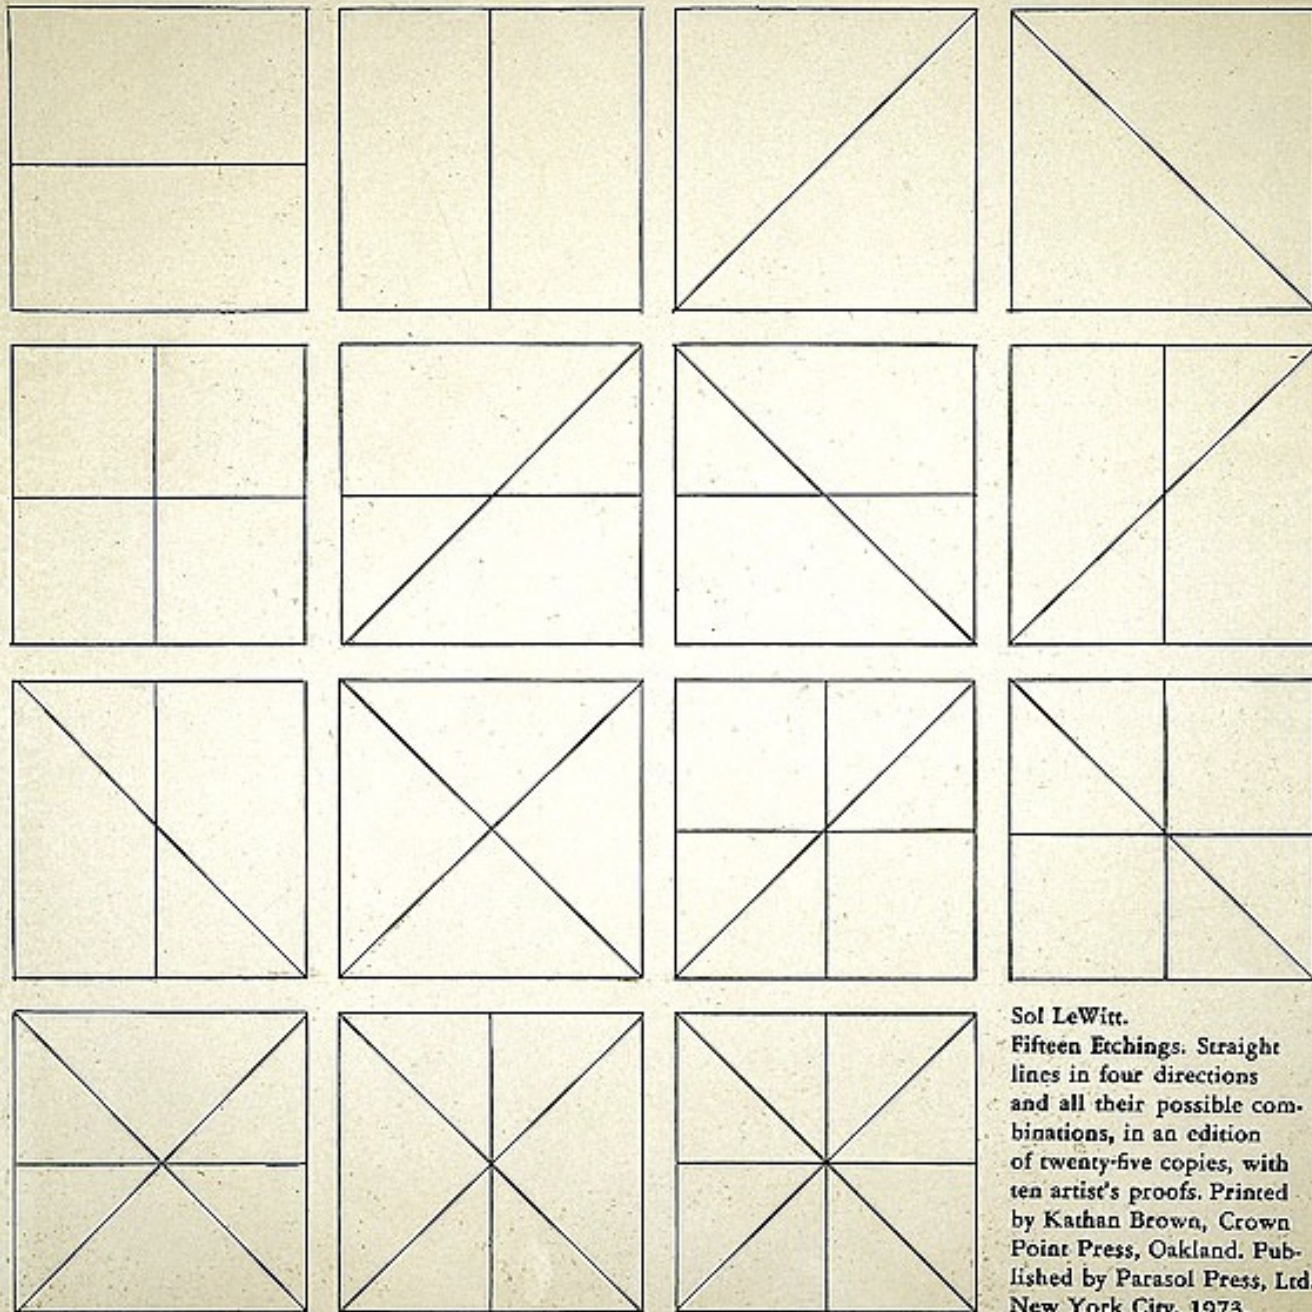 Sol LeWitt.
Fifteen Etchings. Straight
lines in four directions
and all their possible com-
binations, in an edition
of twenty-five copies, with
ten artist's proofs. Printed
by Kathan Brown, Crown
Point Press, Oakland. Pub-
lished by Parasol Press, Ltd
New York City, 1973